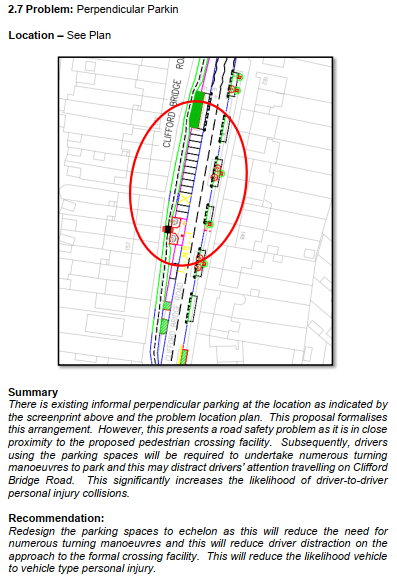 2.7 Problem: Perpendicular Parkin
Location – See Plan
CLIFFORD BRIDGE RO
Summary
There is existing informal perpendicular parking at the location as indicated by
the screenprint above and the problem location plan. This proposal formalises
this arrangement. However, this presents a road safety problem as it is in close
proximity to the proposed pedestrian crossing facility. Subsequently, drivers
using the parking spaces will be required to undertake numerous turning
manoeuvres to park and this may distract drivers' attention travelling on Clifford
Bridge Road. This significantly increases the likelihood of driver-to-driver
personal injury collisions.
Recommendation:
Redesign the parking spaces to echelon as this will reduce the need for
numerous turning manoeuvres and this will reduce driver distraction on the
approach to the formal crossing facility. This will reduce the likelihood vehicle
to vehicle type personal injury.